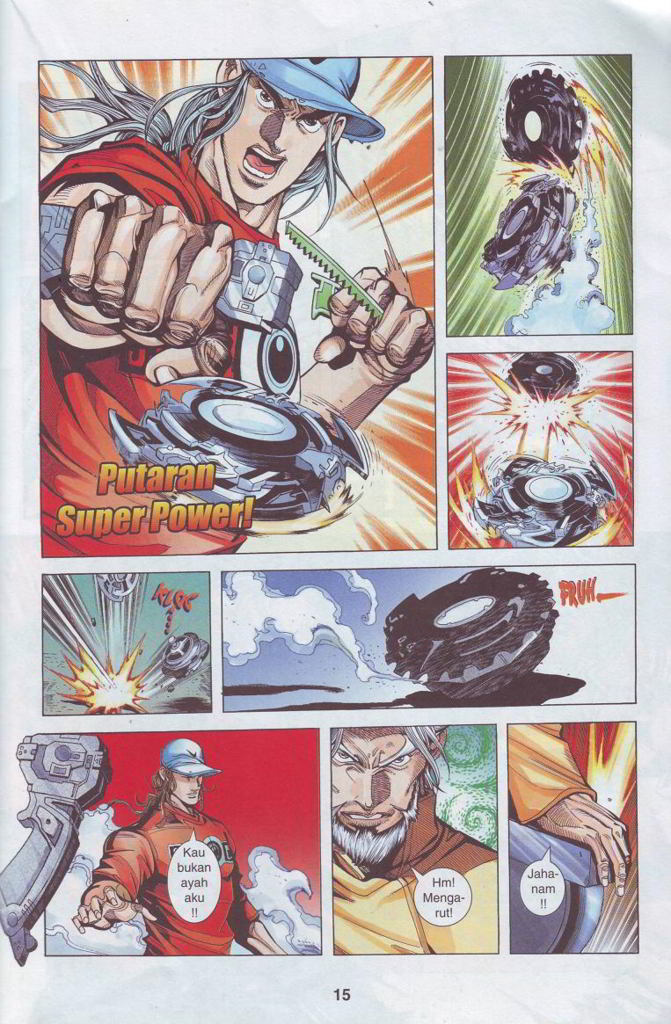 Putaran
Super Power!
KLOC
FRUH
Kau
bukan
ayah
aku
!!
Hm!
Menga-
rut!
Jaha-
nam
!!
15